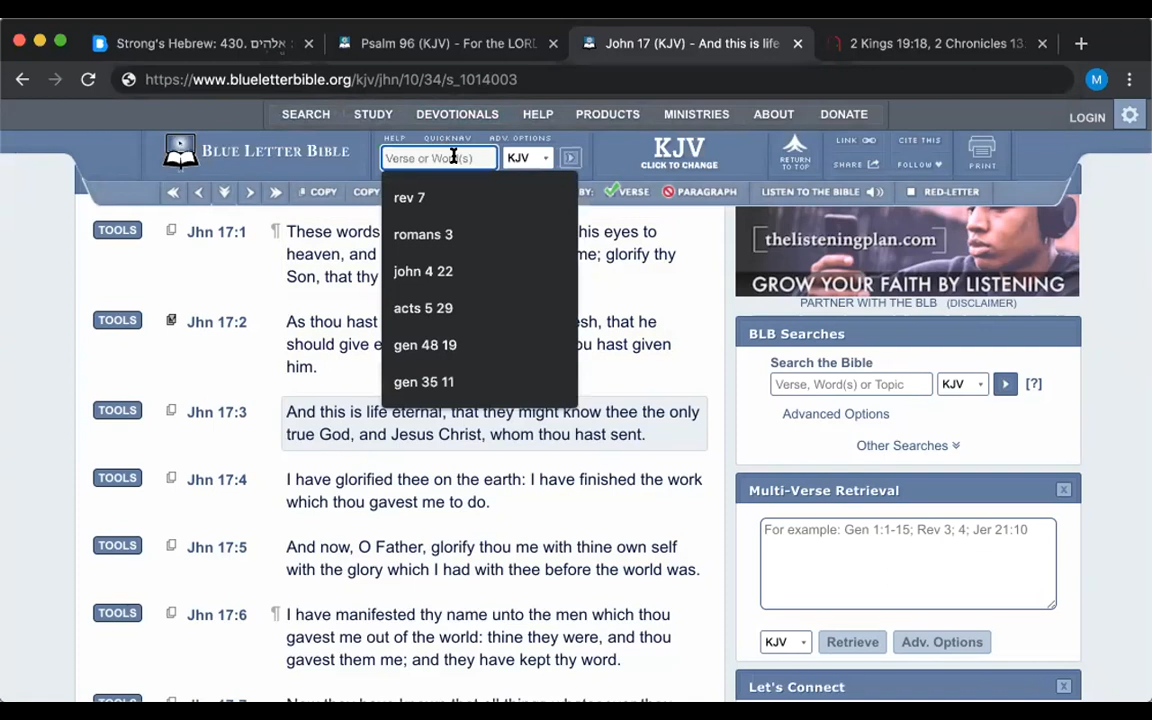 Strong's Hebrew: 430. אֱלֹהִים
Psalm 96 (KJV) - For the LORD
John 17 (KJV) - And this is life
2 Kings 19:18, 2 Chronicles 13
https://www.blueletterbible.org/kjv/jhn/10/34/s_1014003
M
SEARCH STUDY DEVOTIONALS HELP PRODUCTS MINISTRIES ABOUT DONATE
LOGIN
HELP QUICKNAV ADV. OPTIONS
BLUE LETTER BIBLE
Verse or Word(s)
KJV
KJV
CLICK TO CHANGE
RETURN
TO TOP
LINK
CITE THIS
SHARE
FOLLOW
PRINT
COPY
COPY
BY: VERSE PARAGRAPH LISTEN TO THE BIBLE RED-LETTER
rev 7
romans 3
john 4 22
acts 5 29
gen 48 19
gen 35 11
TOOLS Jhn 17:1 ¶ These words his eyes to
heaven, and me; glorify thy
Son, that thy
TOOLS Jhn 17:2 As thou hast esh, that he
should give e ou hast given
him.
TOOLS Jhn 17:3 And this is life eternal, that they might know thee the only
true God, and Jesus Christ, whom thou hast sent.
TOOLS Jhn 17:4 I have glorified thee on the earth: I have finished the work
which thou gavest me to do.
TOOLS Jhn 17:5 And now, O Father, glorify thou me with thine own self
with the glory which I had with thee before the world was.
TOOLS Jhn 17:6 ¶ I have manifested thy name unto the men which thou
gavest me out of the world: thine they were, and thou
gavest them me; and they have kept thy word.
thelisteningplan.com
GROW YOUR FAITH BY LISTENING
PARTNER WITH THE BLB (DISCLAIMER)
BLB Searches
Search the Bible
Verse, Word(s) or Topic
KJV
[?]
Advanced Options
Other Searches
Multi-Verse Retrieval
For example: Gen 1:1-15; Rev 3; 4; Jer 21:10
KJV
Retrieve
Adv. Options
Let's Connect